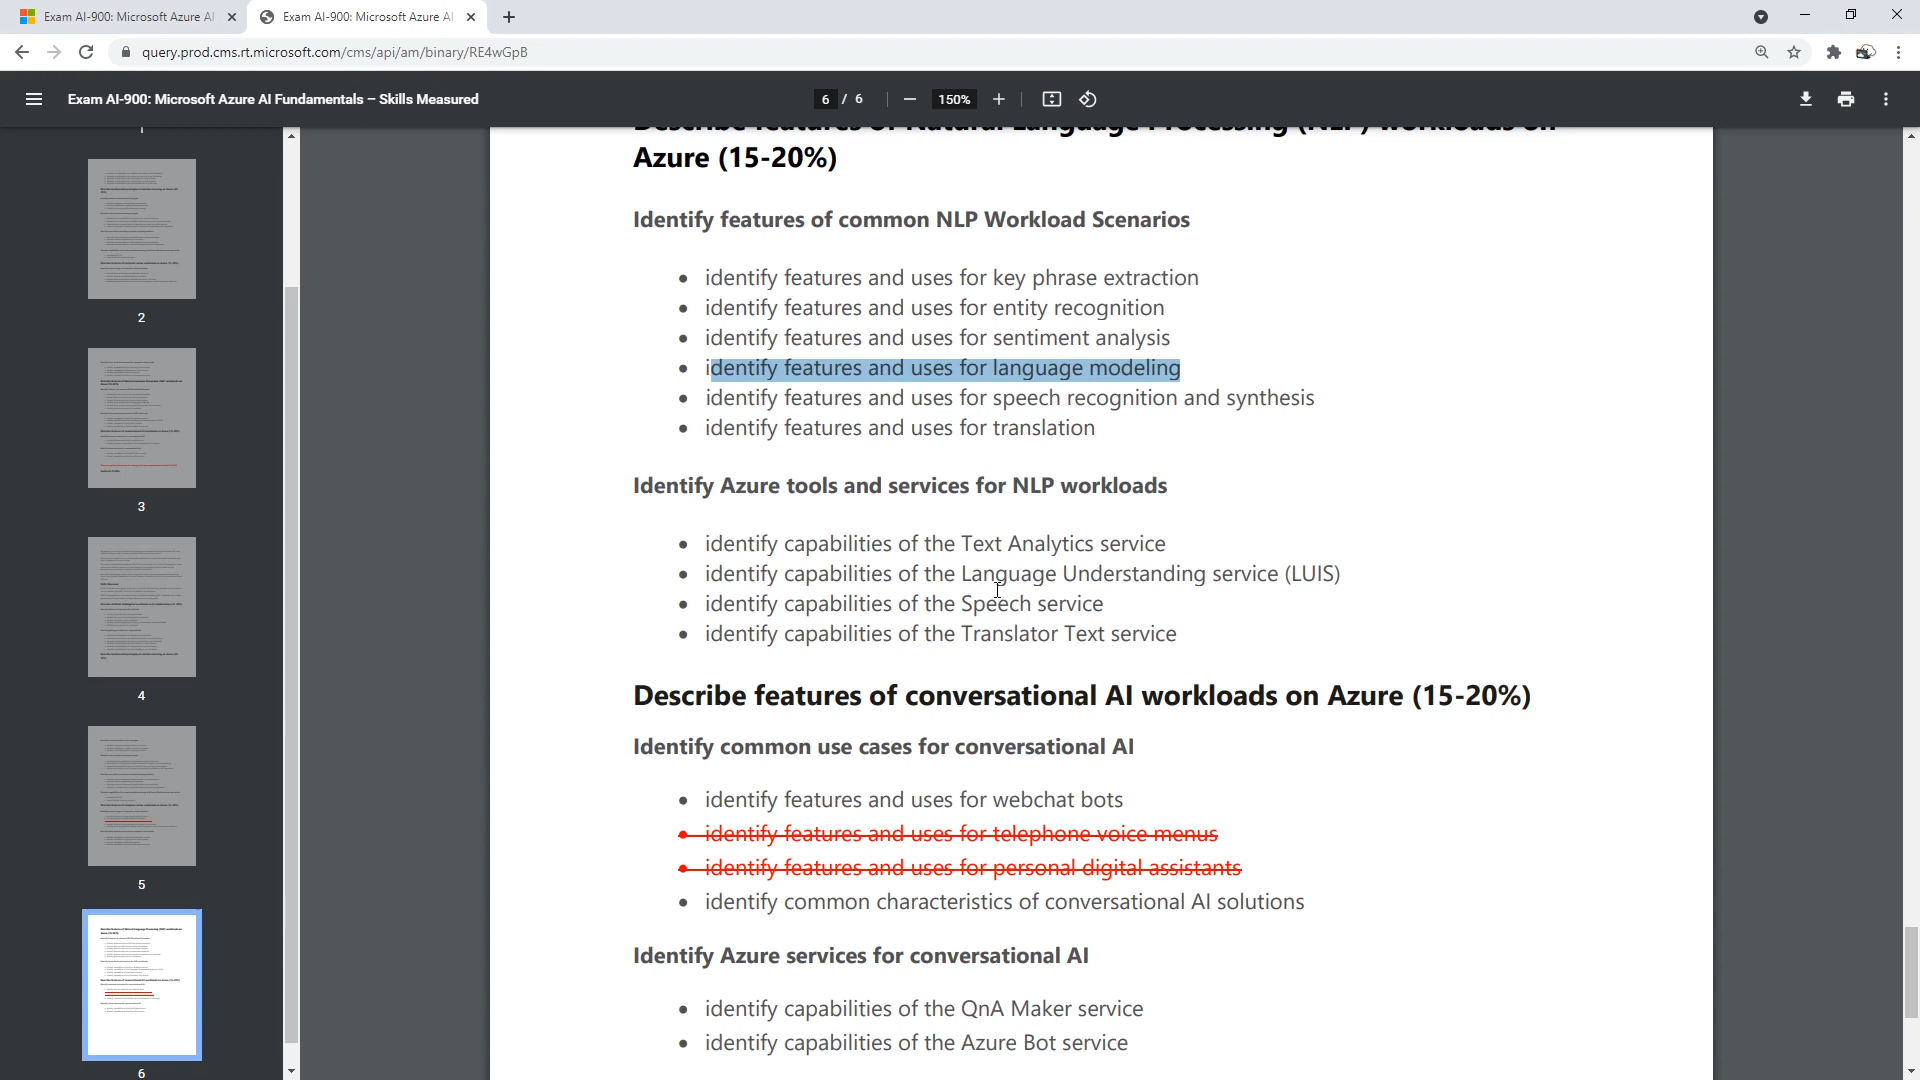 Exam AI-900: Microsoft Azure AI
Exam AI-900: Microsoft Azure AI
query.prod.cms.rt.microsoft.com/cms/api/am/binary/RE4wGpB
Exam AI-900: Microsoft Azure AI Fundamentals – Skills Measured
6 / 6
150%
1
2
3
4
5
6
Describe features of Natural Language Processing (NLP) workloads on
Azure (15-20%)
Identify features of common NLP Workload Scenarios
• identify features and uses for key phrase extraction
• identify features and uses for entity recognition
• identify features and uses for sentiment analysis
• identify features and uses for language modeling
• identify features and uses for speech recognition and synthesis
• identify features and uses for translation
Identify Azure tools and services for NLP workloads
• identify capabilities of the Text Analytics service
• identify capabilities of the Language Understanding service (LUIS)
• identify capabilities of the Speech service
• identify capabilities of the Translator Text service
Describe features of conversational AI workloads on Azure (15-20%)
Identify common use cases for conversational AI
• identify features and uses for webchat bots
• identify features and uses for telephone voice menus
• identify features and uses for personal digital assistants
• identify common characteristics of conversational AI solutions
Identify Azure services for conversational AI
• identify capabilities of the QnA Maker service
• identify capabilities of the Azure Bot service